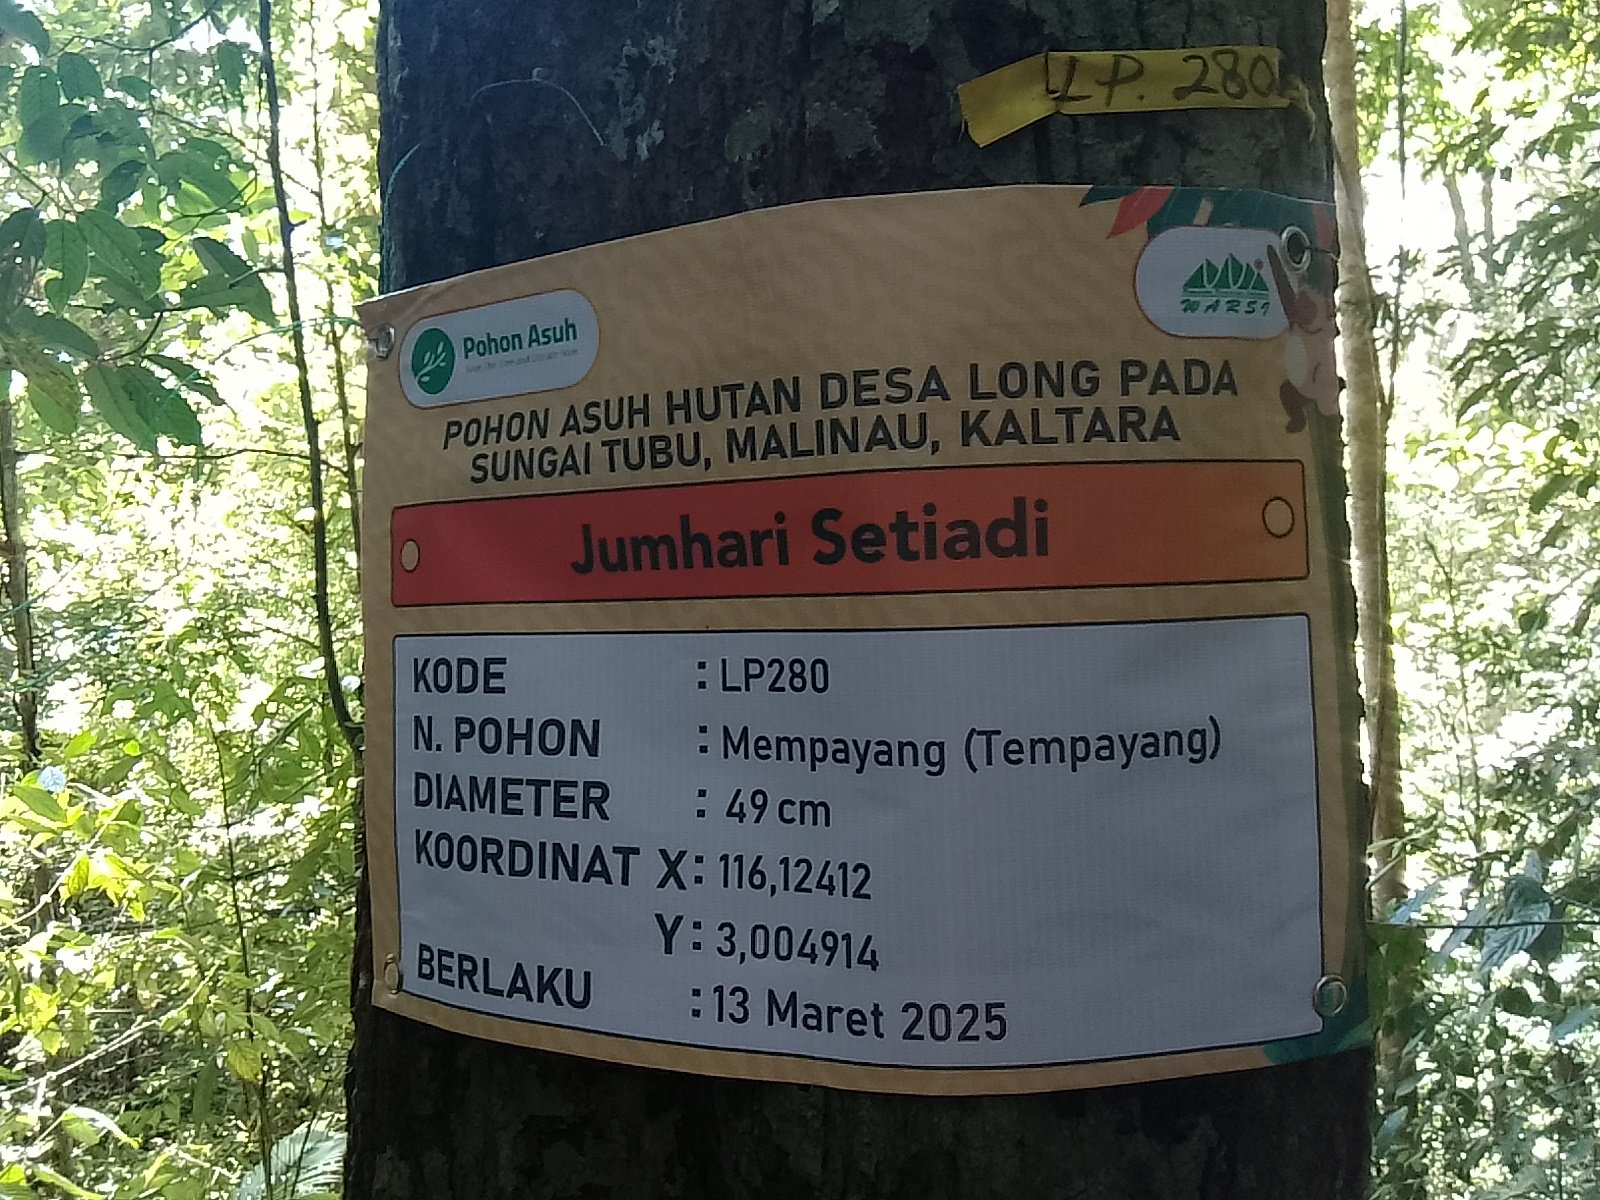 LP. 280
WARSI
Pohon Asuh
POHON ASUH HUTAN DESA LONG PADA
SUNGAI TUBU, MALINAU, KALTARA
Jumhari Setiadi
KODE : LP280
N. POHON : Mempayang (Tempayang)
DIAMETER : 49 cm
KOORDINAT X : 116,12412
Y : 3,004914
BERLAKU : 13 Maret 2025